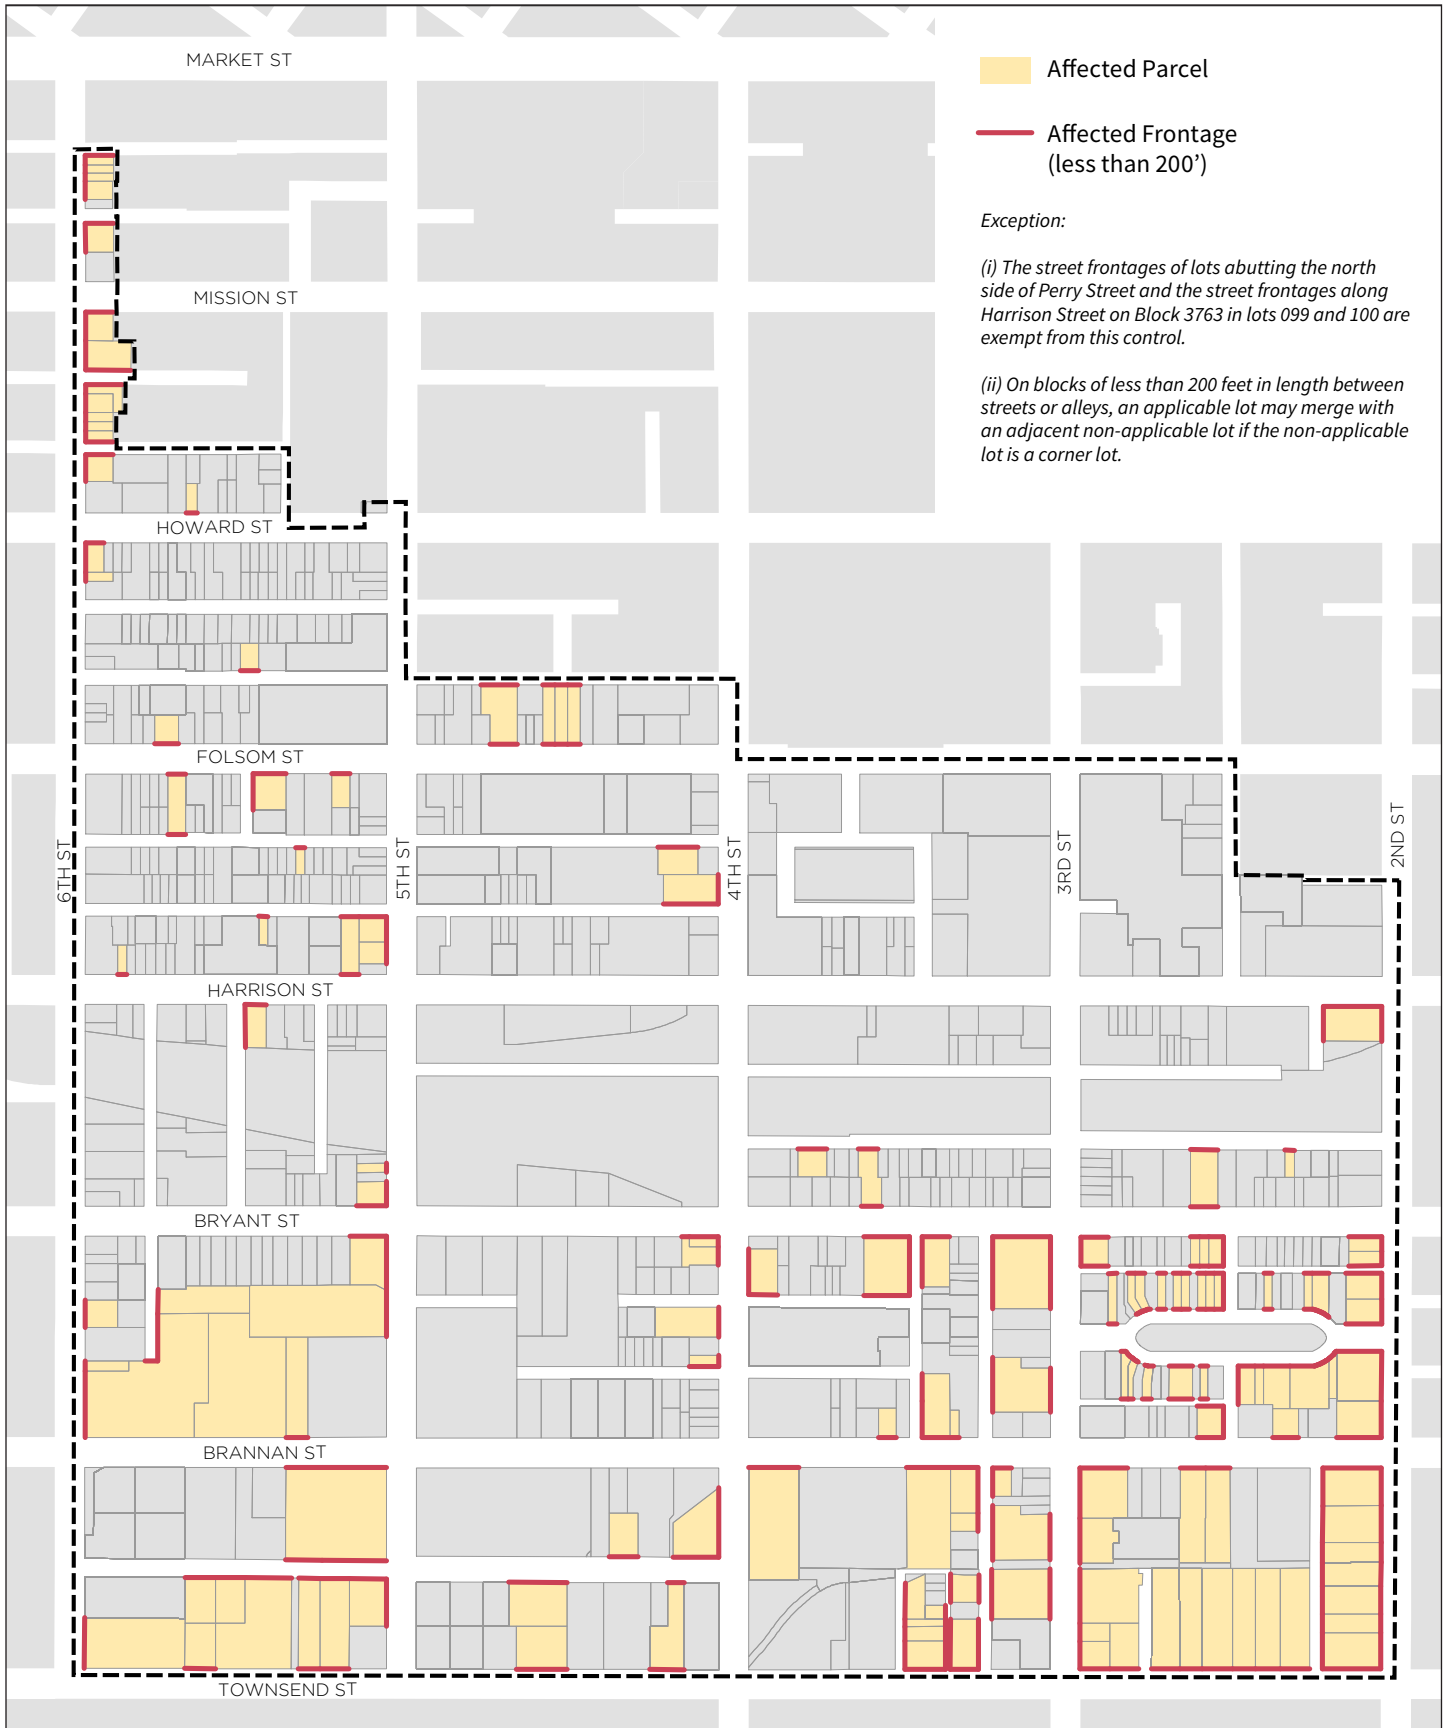 MARKET ST
Affected Parcel
Affected Frontage
(less than 200’)
Exception:
(i) The street frontages of lots abutting the north
side of Perry Street and the street frontages along
Harrison Street on Block 3763 in lots 099 and 100 are
exempt from this control.
(ii) On blocks of less than 200 feet in length between
streets or alleys, an applicable lot may merge with
an adjacent non-applicable lot if the non-applicable
lot is a corner lot.
MISSION ST
HOWARD ST
FOLSOM ST
6TH ST
5TH ST
4TH ST
3RD ST
2ND ST
HARRISON ST
BRYANT ST
BRANNAN ST
TOWNSEND ST